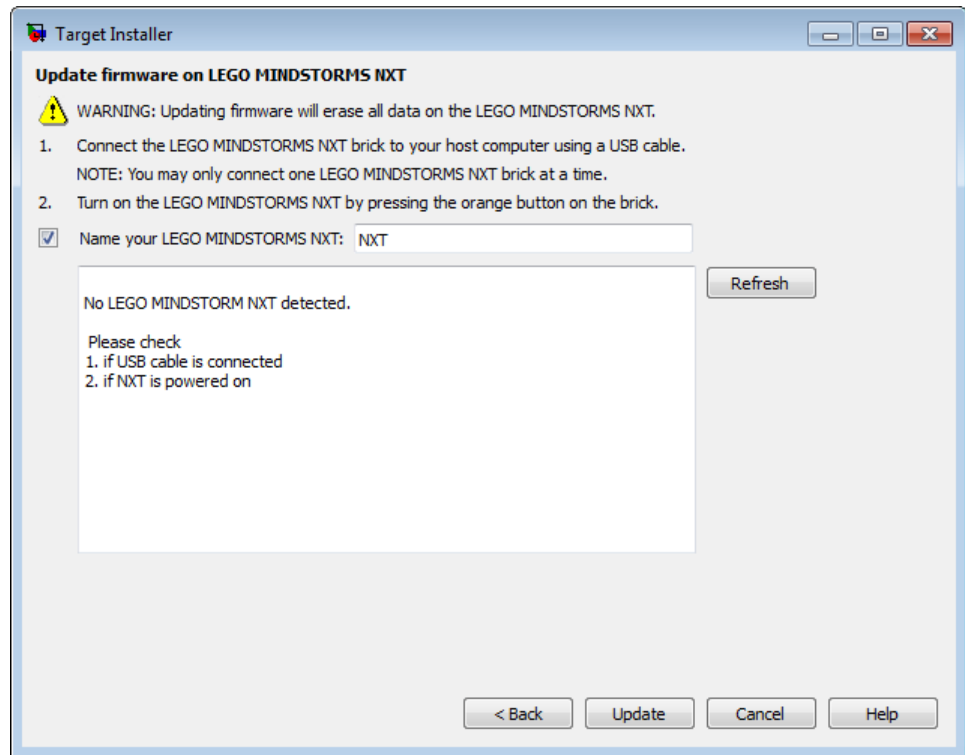 Target Installer
Update firmware on LEGO MINDSTORMS NXT
WARNING: Updating firmware will erase all data on the LEGO MINDSTORMS NXT.
1. Connect the LEGO MINDSTORMS NXT brick to your host computer using a USB cable.
NOTE: You may only connect one LEGO MINDSTORMS NXT brick at a time.
2. Turn on the LEGO MINDSTORMS NXT by pressing the orange button on the brick.
Name your LEGO MINDSTORMS NXT: NXT
Refresh
No LEGO MINDSTORM NXT detected.
Please check
1. if USB cable is connected
2. if NXT is powered on
< Back Update Cancel Help